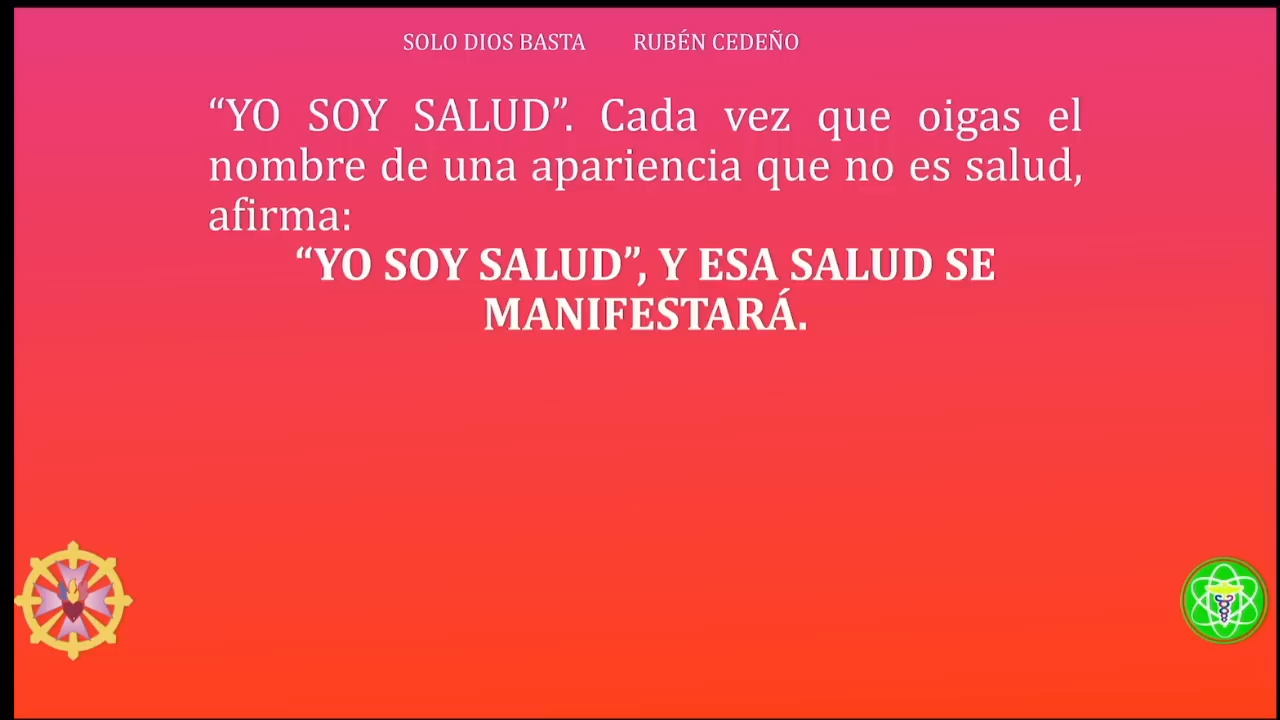 SOLO DIOS BASTA RUBÉN CEDEÑO
“YO SOY SALUD”. Cada vez que oigas el
nombre de una apariencia que no es salud,
afirma:
“YO SOY SALUD”, Y ESA SALUD SE
MANIFESTARÁ.